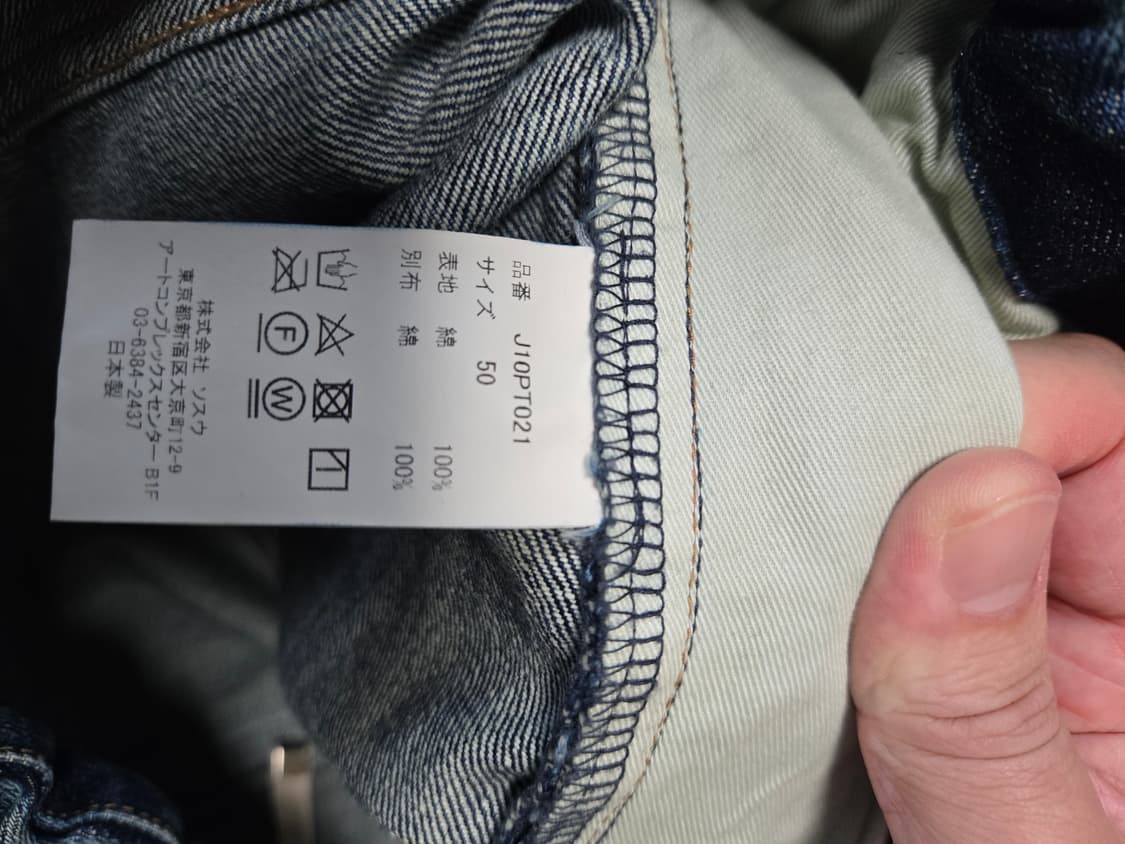 品番 J10PT021
サイズ 50
表地 綿 100%
別布 綿 100%
F
W
株式会社 ソスウ
東京都新宿区大京町12-9
アートコンプレックスセンター B1F
03-6384-2437
日本製